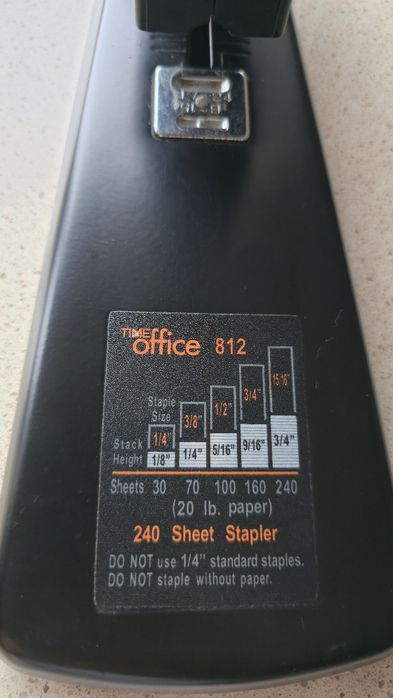 TIME
Office 812
Staple Size 1/4" 3/8" 1/2" 3/4" 15/16"
Stack Height 1/8" 1/4" 5/16" 9/16" 3/4"
Sheets 30 70 100 160 240
(20 lb. paper)
240 Sheet Stapler
DO NOT use 1/4" standard staples.
DO NOT staple without paper.